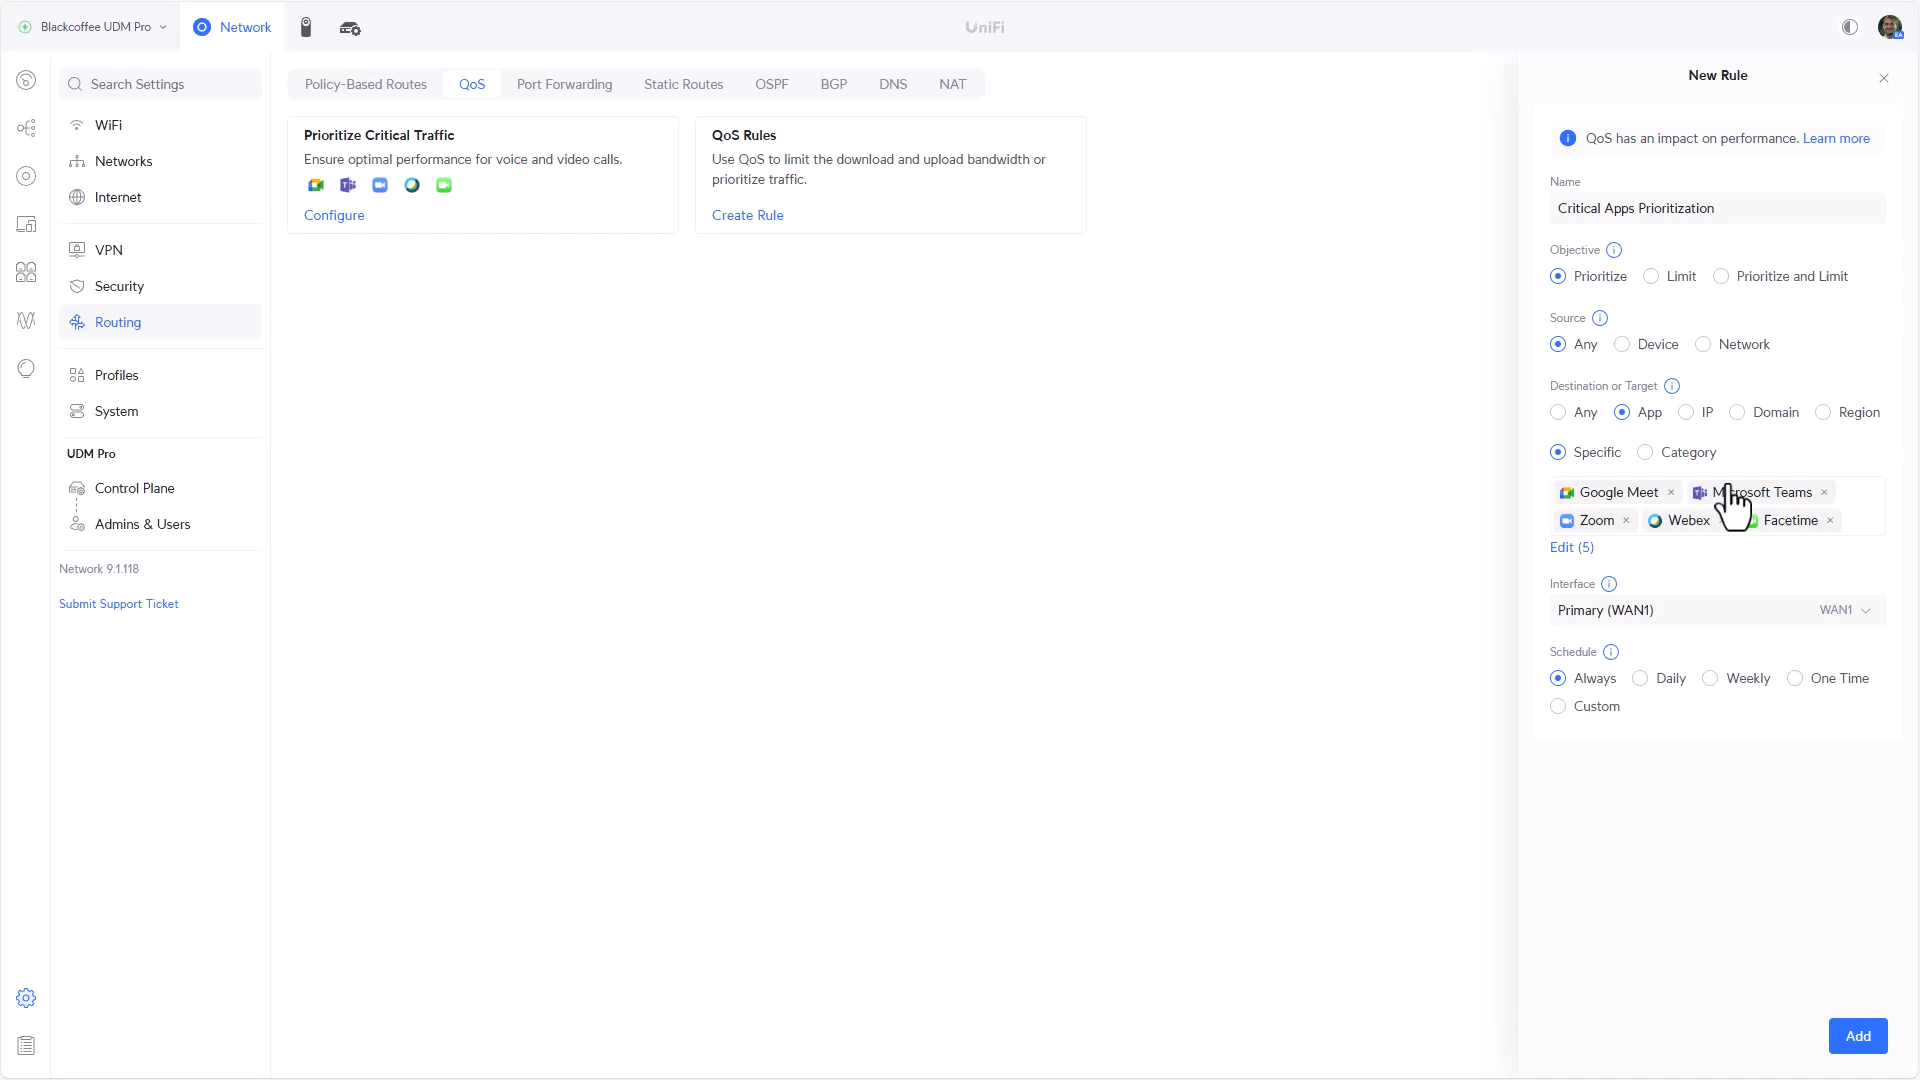 Blackcoffee UDM Pro
Network
UniFi
EA
Search Settings
WiFi
Networks
Internet
VPN
Security
Routing
Profiles
System
UDM Pro
Control Plane
Admins & Users
Network 9.1.118
Submit Support Ticket
Policy-Based Routes QoS Port Forwarding Static Routes OSPF BGP DNS NAT
Prioritize Critical Traffic
Ensure optimal performance for voice and video calls.
Configure
QoS Rules
Use QoS to limit the download and upload bandwidth or
prioritize traffic.
Create Rule
New Rule
QoS has an impact on performance. Learn more
Name
Critical Apps Prioritization
Objective
Prioritize Limit Prioritize and Limit
Source
Any Device Network
Destination or Target
Any App IP Domain Region
Specific Category
Google Meet Microsoft Teams
Zoom Webex Facetime
Edit (5)
Interface
Primary (WAN1) WAN1
Schedule
Always Daily Weekly One Time
Custom
Add